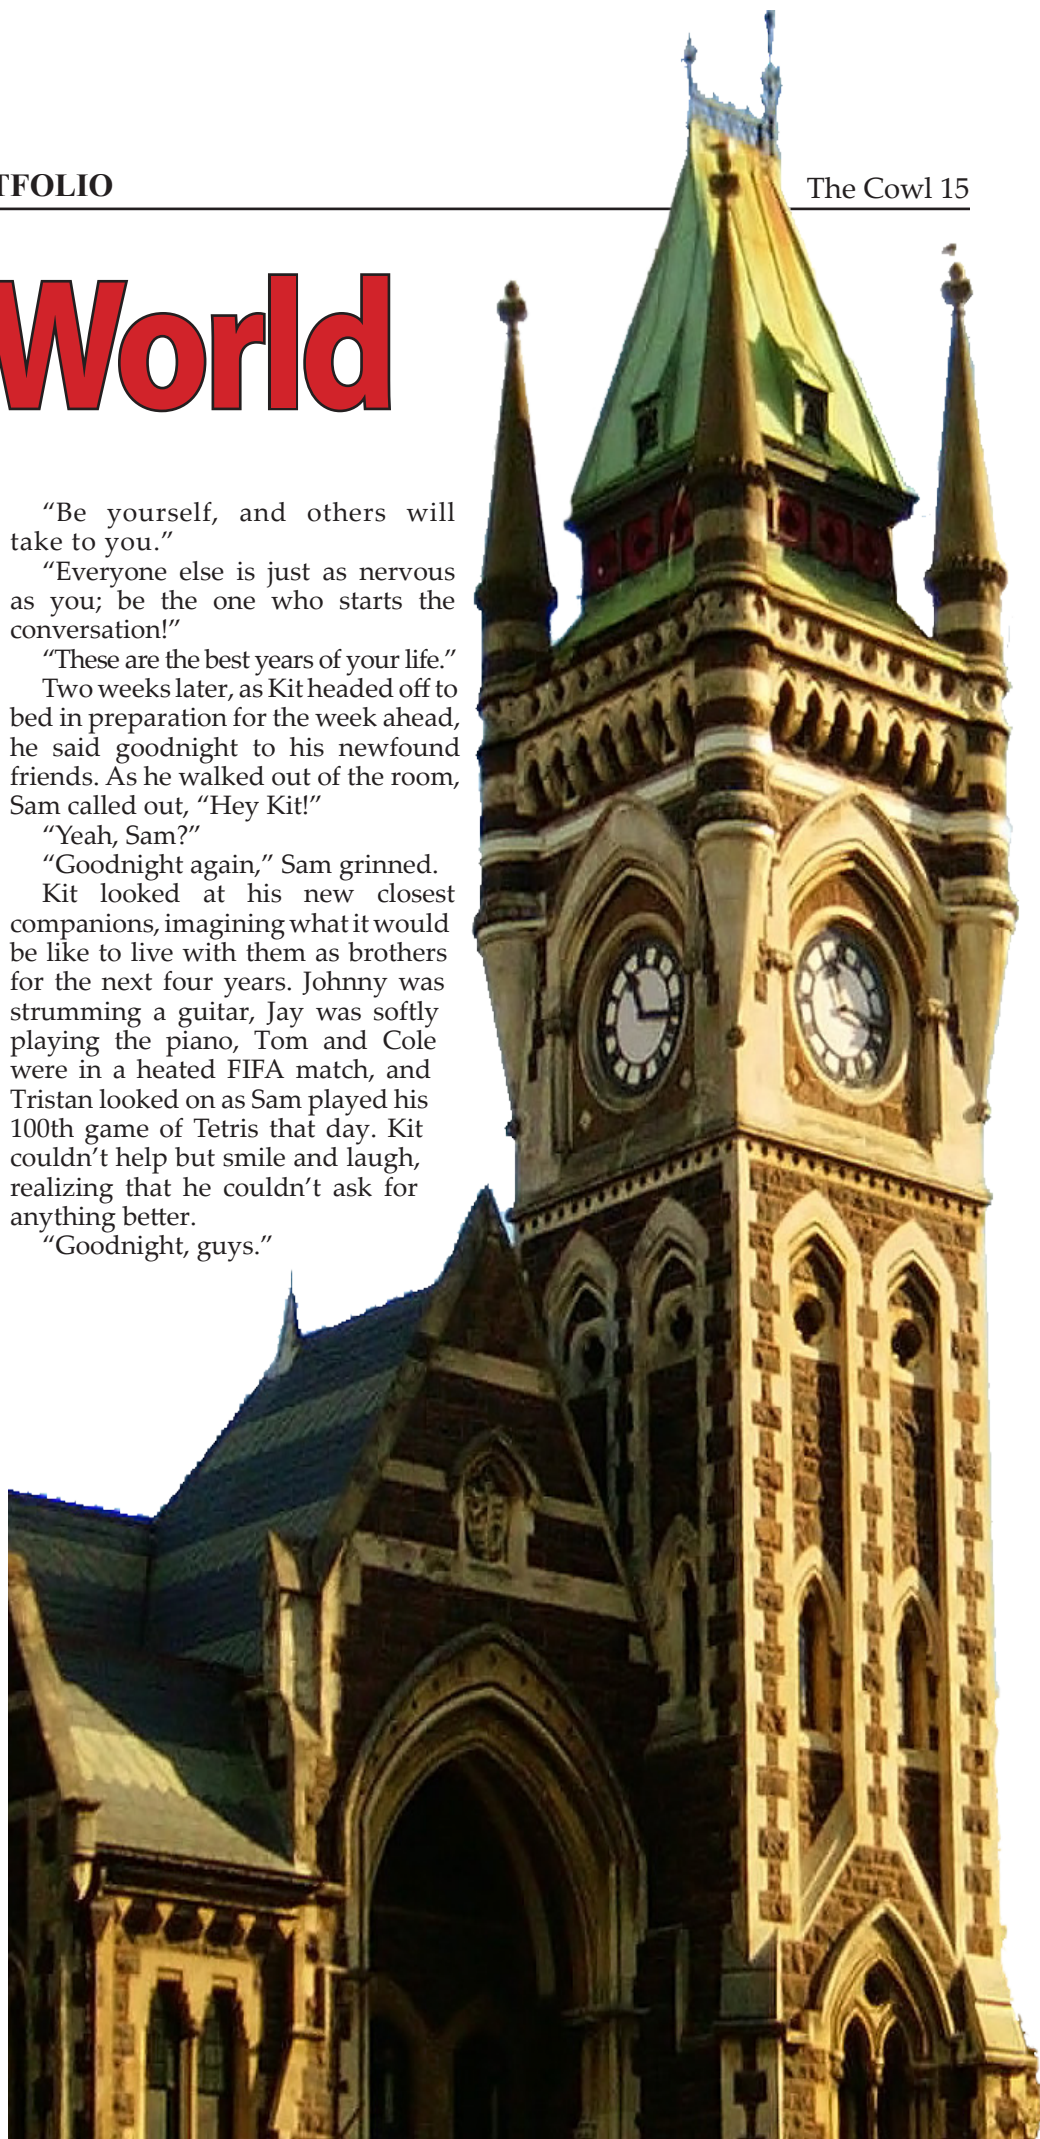 TFOLIO
The Cowl 15
World
“Be yourself, and others will
take to you.”
“Everyone else is just as nervous
as you; be the one who starts the
conversation!”
“These are the best years of your life.”
Two weeks later, as Kit headed off to
bed in preparation for the week ahead,
he said goodnight to his newfound
friends. As he walked out of the room,
Sam called out, “Hey Kit!”
“Yeah, Sam?”
“Goodnight again,” Sam grinned.
Kit looked at his new closest
companions, imagining what it would
be like to live with them as brothers
for the next four years. Johnny was
strumming a guitar, Jay was softly
playing the piano, Tom and Cole
were in a heated FIFA match, and
Tristan looked on as Sam played his
100th game of Tetris that day. Kit
couldn’t help but smile and laugh,
realizing that he couldn’t ask for
anything better.
“Goodnight, guys.”